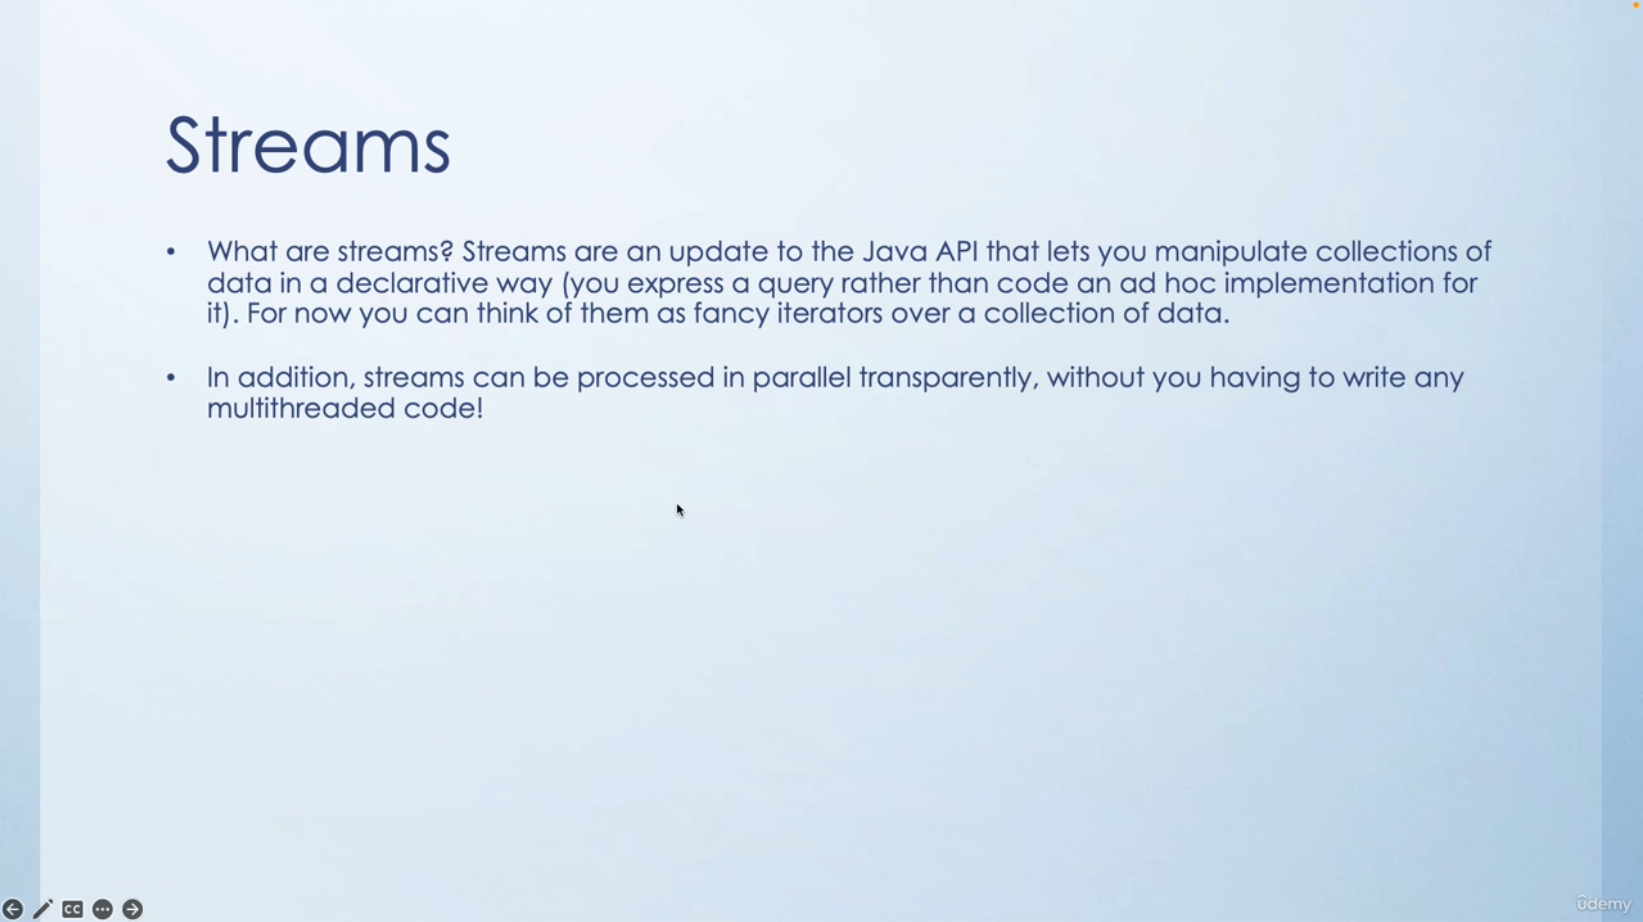 Streams
• What are streams? Streams are an update to the Java API that lets you manipulate collections of
data in a declarative way (you express a query rather than code an ad hoc implementation for
it). For now you can think of them as fancy iterators over a collection of data.
• In addition, streams can be processed in parallel transparently, without you having to write any
multithreaded code!
CC
ûdemy